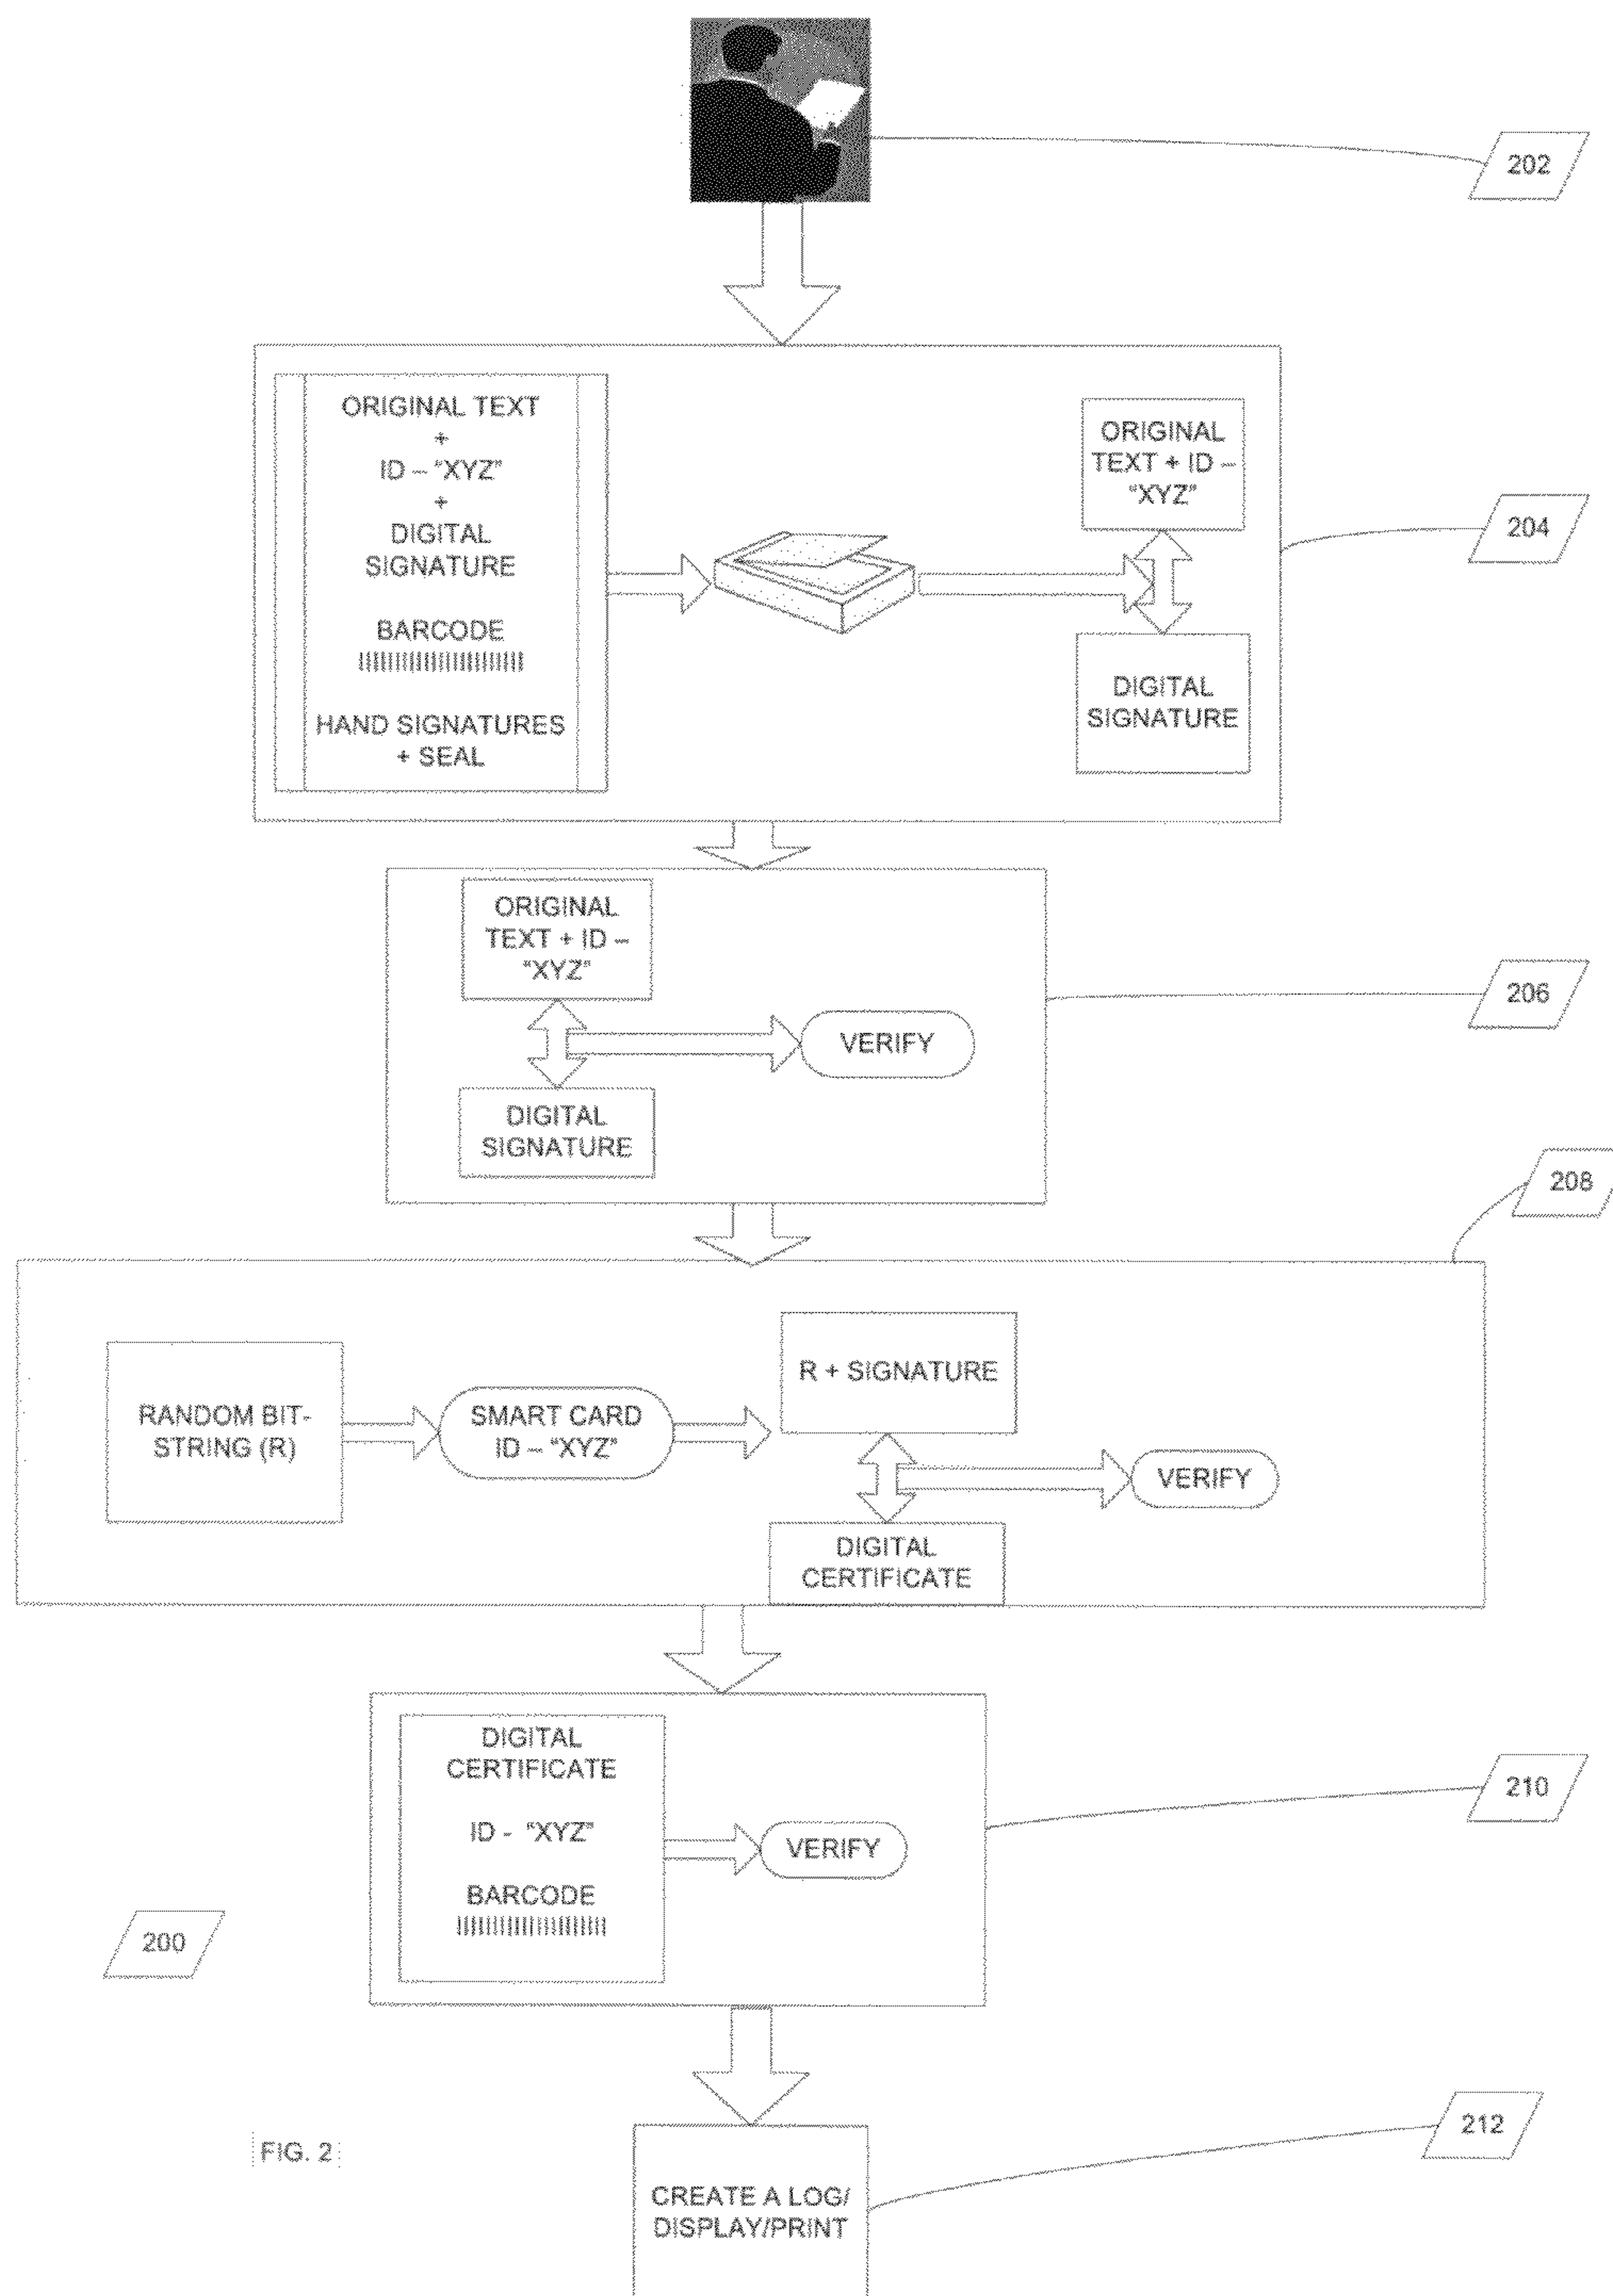 202
ORIGINAL TEXT
+
ID – “XYZ”
+
DIGITAL
SIGNATURE
BARCODE
HAND SIGNATURES
+ SEAL
ORIGINAL
TEXT + ID –
“XYZ”
DIGITAL
SIGNATURE
204
ORIGINAL
TEXT + ID –
“XYZ”
VERIFY
DIGITAL
SIGNATURE
206
208
RANDOM BIT-
STRING (R)
SMART CARD
ID – “XYZ”
R + SIGNATURE
VERIFY
DIGITAL
CERTIFICATE
DIGITAL
CERTIFICATE
ID - “XYZ”
BARCODE
VERIFY
210
200
FIG. 2
212
CREATE A LOG/
DISPLAY/PRINT